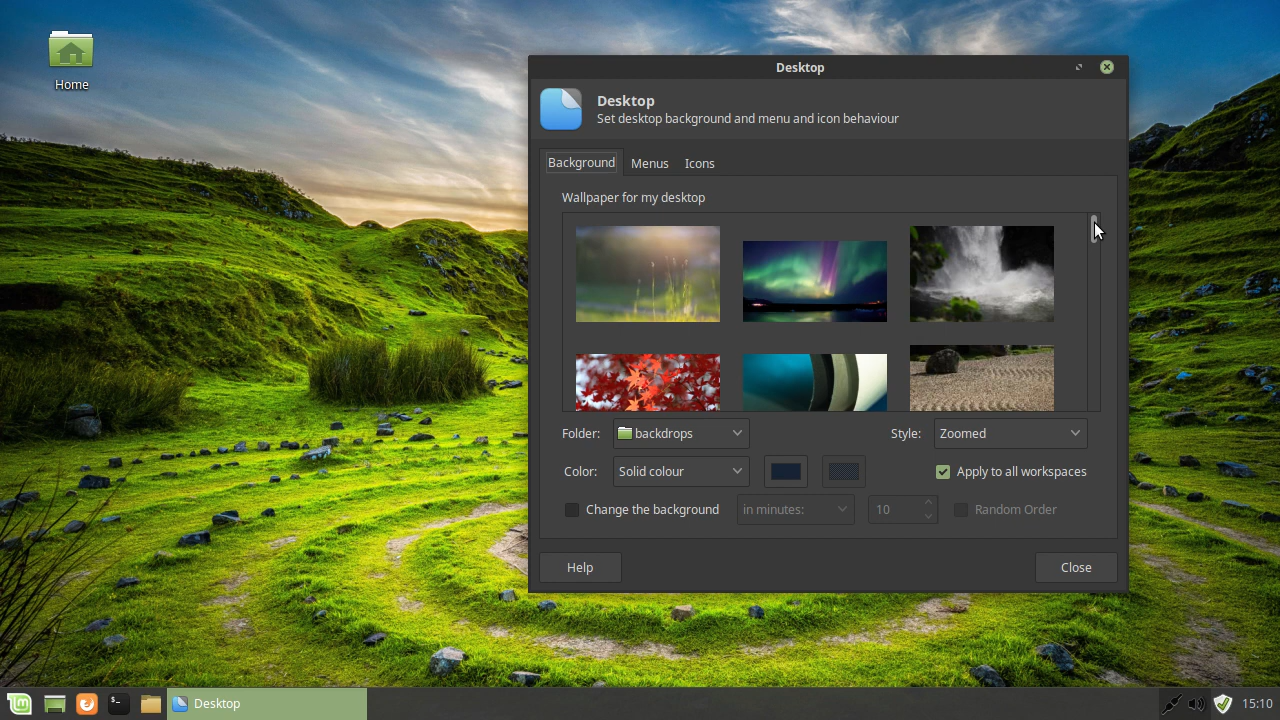 Home
Desktop
Desktop
Set desktop background and menu and icon behaviour
Background Menus Icons
Wallpaper for my desktop
Folder: backdrops Style: Zoomed
Color: Solid colour Apply to all workspaces
Change the background in minutes: 10 Random Order
Help Close
$_ Desktop 15:10